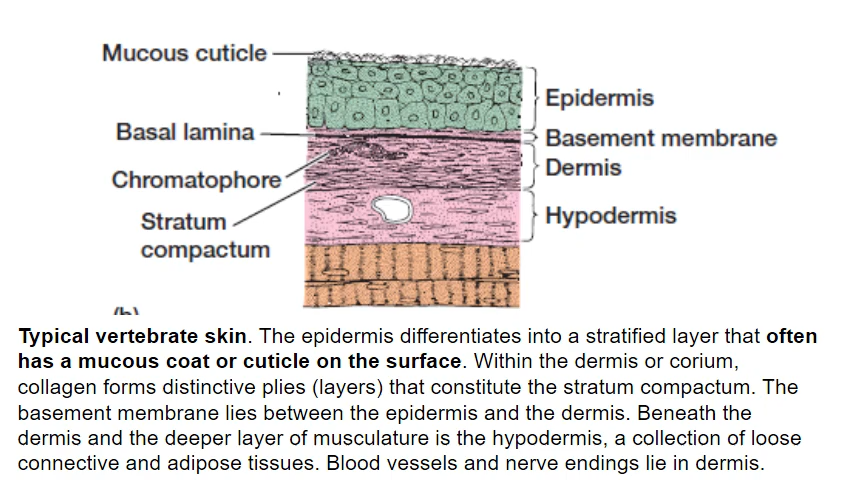 Mucous cuticle
Epidermis
Basal lamina
Basement membrane
Dermis
Chromatophore
Stratum
compactum
Hypodermis
Typical vertebrate skin. The epidermis differentiates into a stratified layer that often
has a mucous coat or cuticle on the surface. Within the dermis or corium,
collagen forms distinctive plies (layers) that constitute the stratum compactum. The
basement membrane lies between the epidermis and the dermis. Beneath the
dermis and the deeper layer of musculature is the hypodermis, a collection of loose
connective and adipose tissues. Blood vessels and nerve endings lie in dermis.